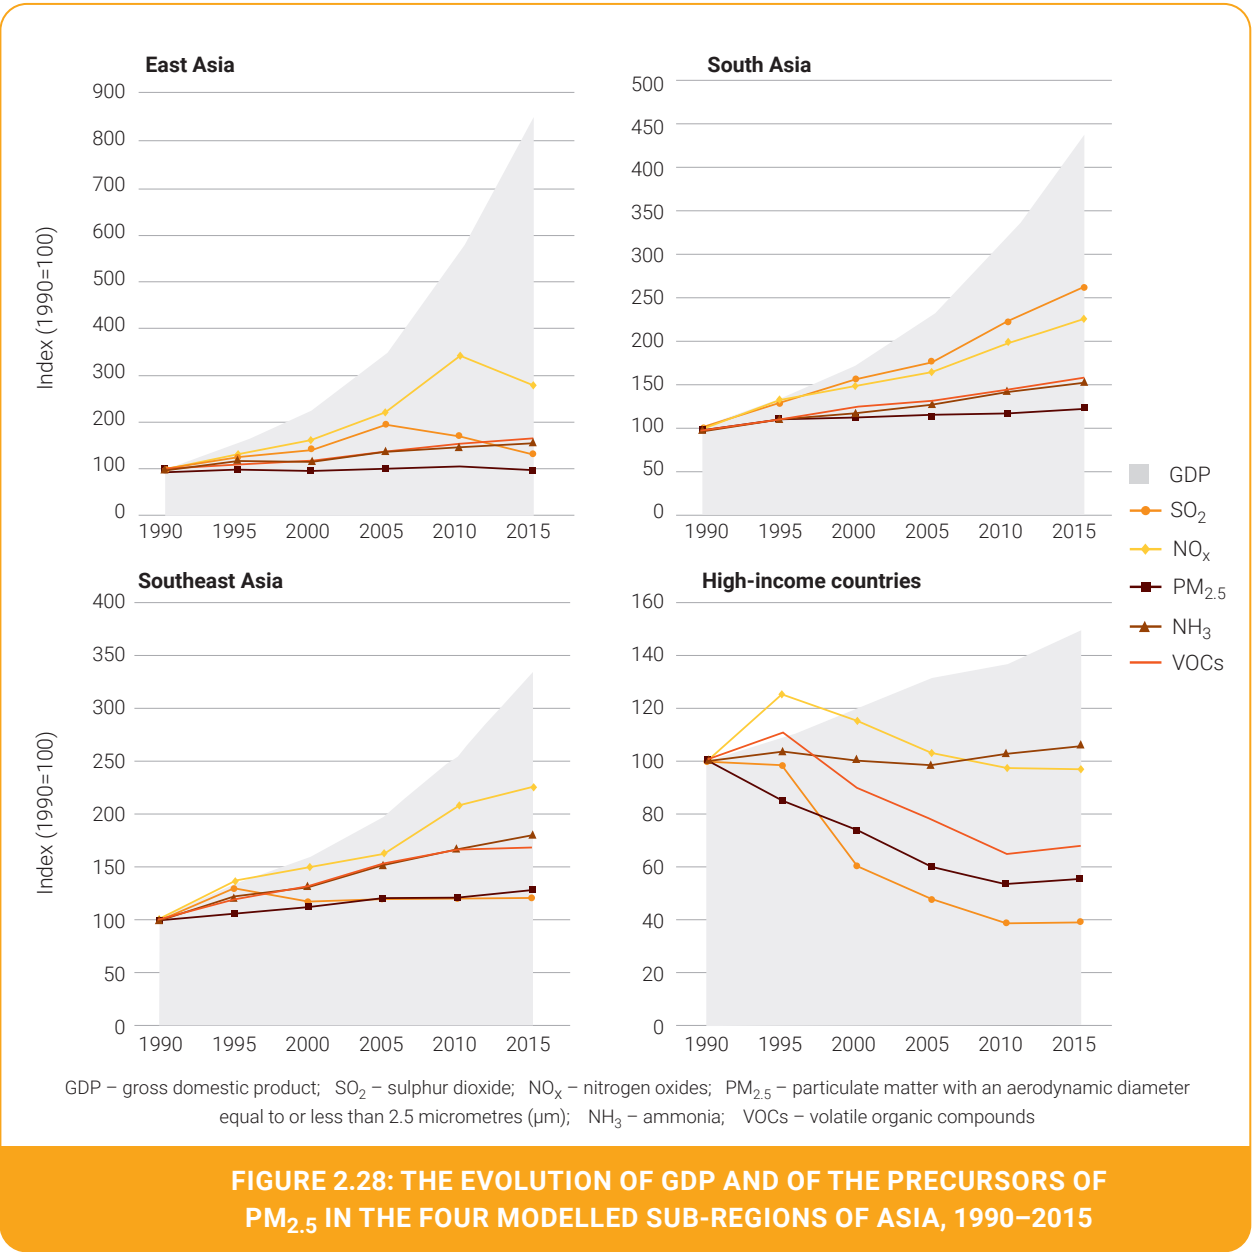 East Asia
Index (1990=100)
900
800
700
600
500
400
300
200
100
0
1990 1995 2000 2005 2010 2015
South Asia
500
450
400
350
300
250
200
150
100
50
0
1990 1995 2000 2005 2010 2015
GDP
SO2
NOx
PM2.5
NH3
VOCs
Southeast Asia
Index (1990=100)
400
350
300
250
200
150
100
50
0
1990 1995 2000 2005 2010 2015
High-income countries
160
140
120
100
80
60
40
20
0
1990 1995 2000 2005 2010 2015
GDP – gross domestic product; SO2 – sulphur dioxide; NOx – nitrogen oxides; PM2.5 – particulate matter with an aerodynamic diameter
equal to or less than 2.5 micrometres (µm); NH3 – ammonia; VOCs – volatile organic compounds
FIGURE 2.28: THE EVOLUTION OF GDP AND OF THE PRECURSORS OF
PM2.5 IN THE FOUR MODELLED SUB-REGIONS OF ASIA, 1990–2015